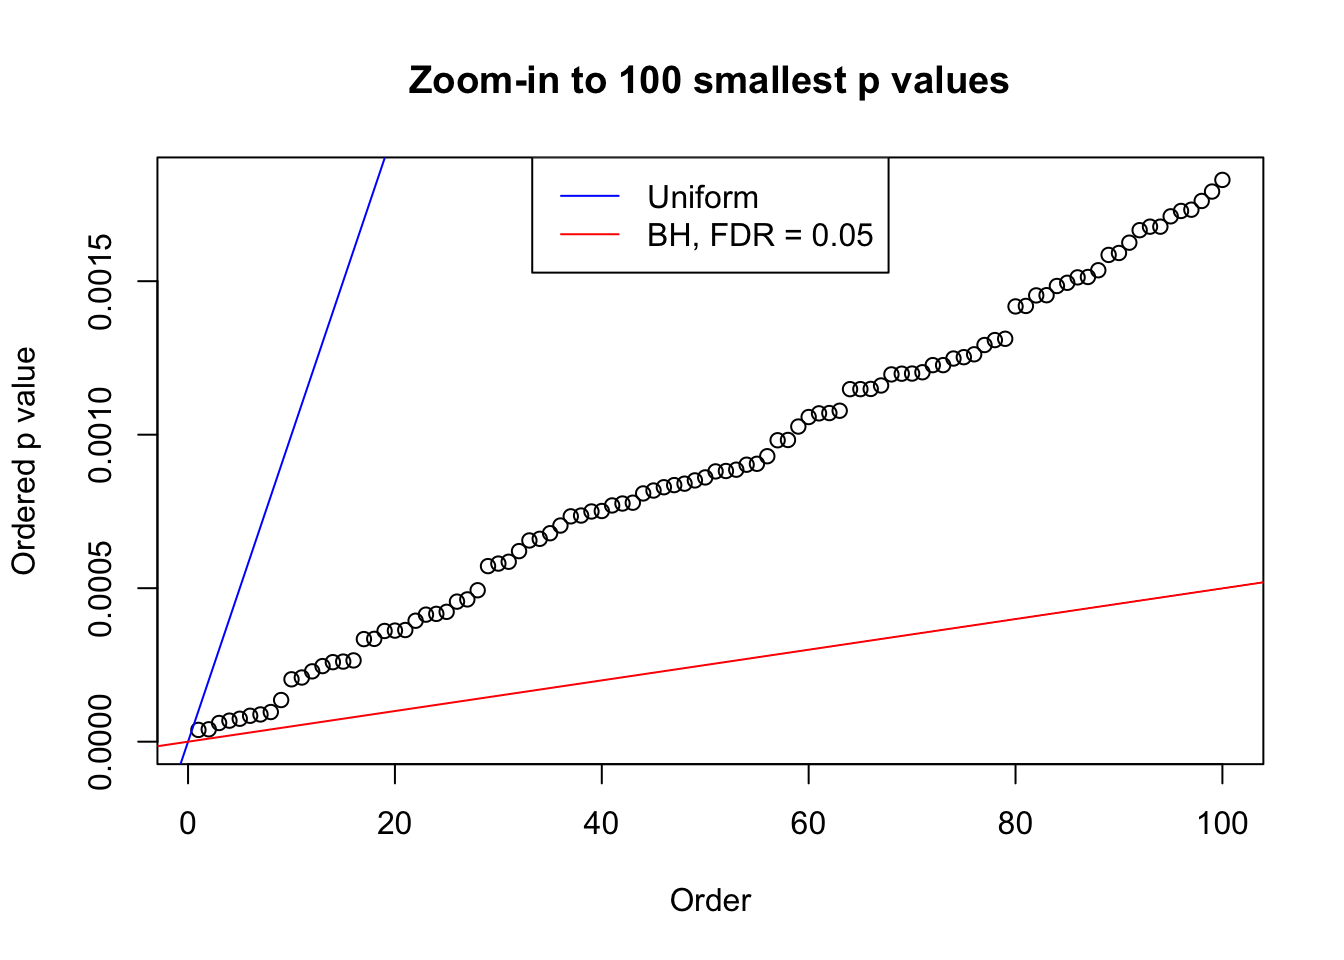 Zoom-in to 100 smallest p values
Uniform
BH, FDR = 0.05
Ordered p value
0.0015
0.0010
0.0005
0.0000
0 20 40 60 80 100
Order